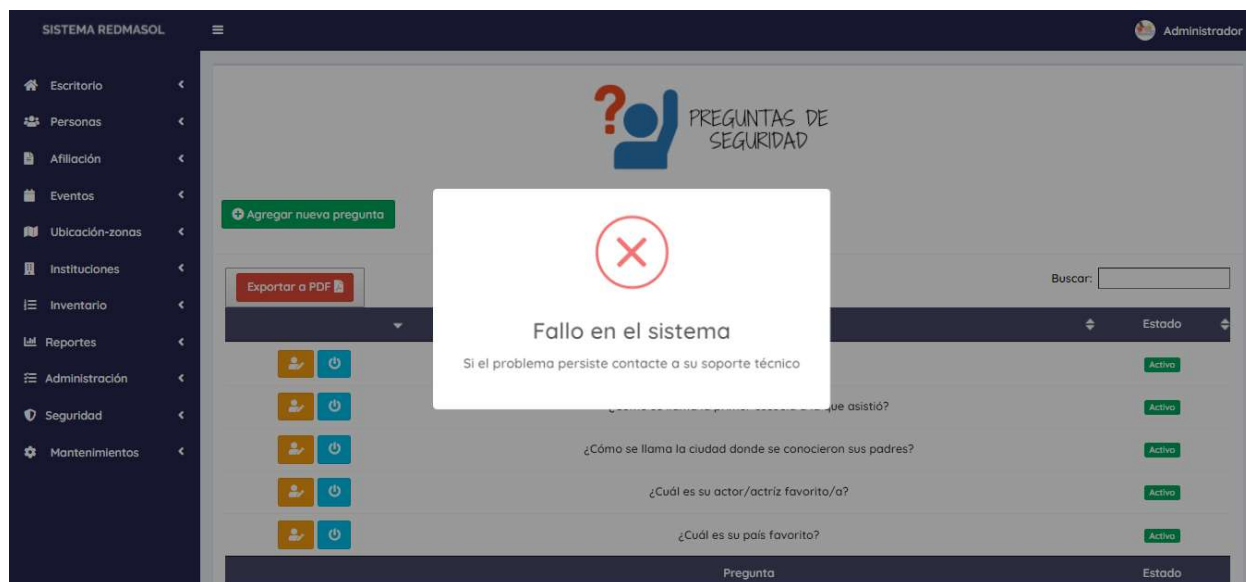 SISTEMA REDMASOL
Administrador
Escritorio
Personas
Afiliación
Eventos
Ubicación-zonas
Instituciones
Inventario
Reportes
Administración
Seguridad
Mantenimientos
PREGUNTAS DE
SEGURIDAD
Agregar nueva pregunta
Exportar a PDF
Buscar:
Fallo en el sistema
Si el problema persiste contacte a su soporte técnico
Estado
Activo
que asistió?
Activo
¿Cómo se llama la ciudad donde se conocieron sus padres?
Activo
¿Cuál es su actor/actríz favorito/a?
Activo
¿Cuál es su país favorito?
Activo
Pregunta
Estado